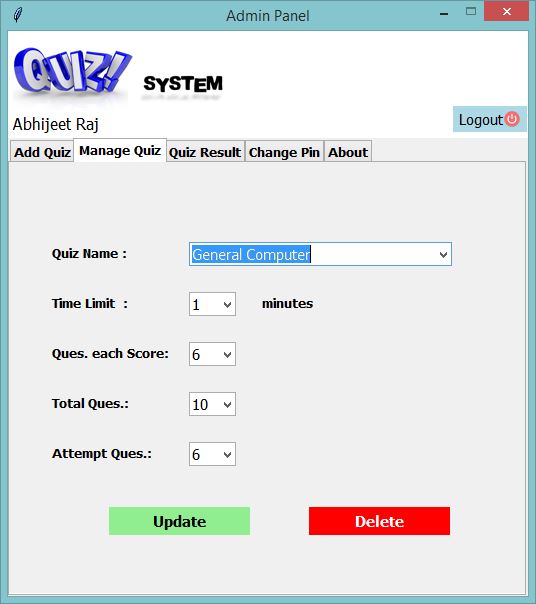 Admin Panel
QUIZ! SYSTEM
Abhijeet Raj
Logout
Add Quiz Manage Quiz Quiz Result Change Pin About
Quiz Name : General Computer
Time Limit : 1 minutes
Ques. each Score: 6
Total Ques.: 10
Attempt Ques.: 6
Update Delete